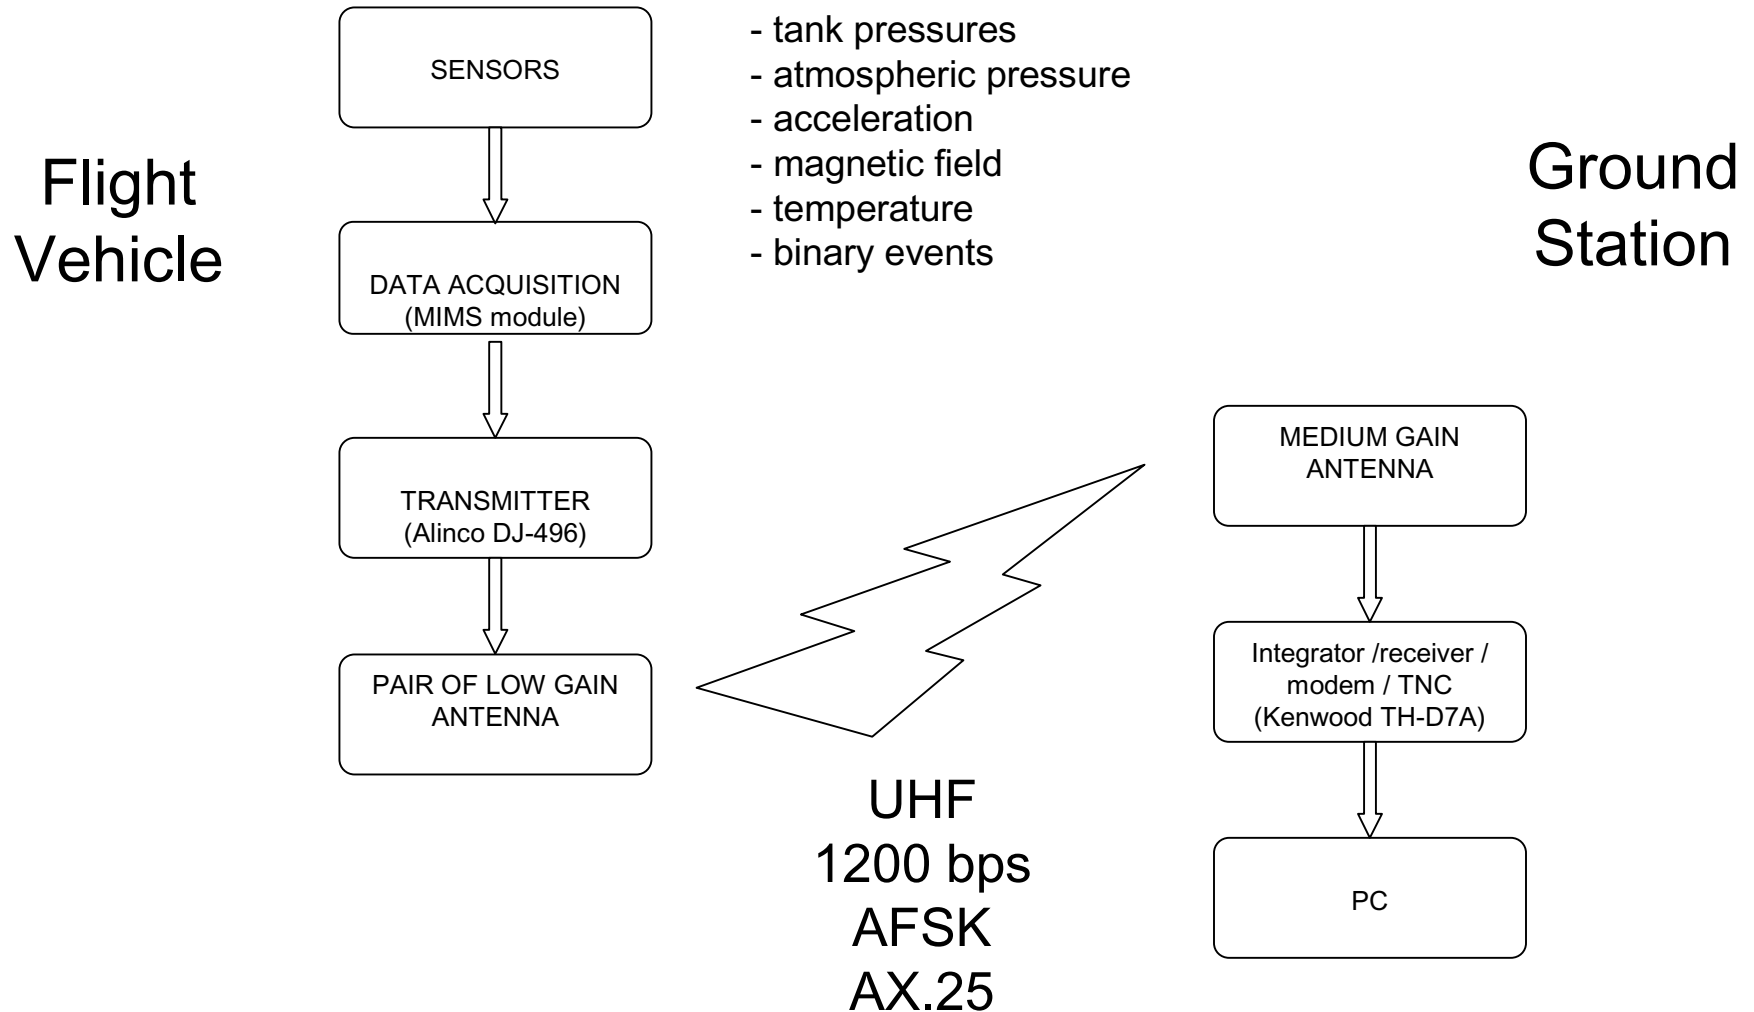 Flight
Vehicle
SENSORS
DATA ACQUISITION
(MIMS module)
TRANSMITTER
(Alinco DJ-496)
PAIR OF LOW GAIN
ANTENNA
- tank pressures
- atmospheric pressure
- acceleration
- magnetic field
- temperature
- binary events
UHF
1200 bps
AFSK
AX.25
Ground
Station
MEDIUM GAIN
ANTENNA
Integrator /receiver /
modem / TNC
(Kenwood TH-D7A)
PC